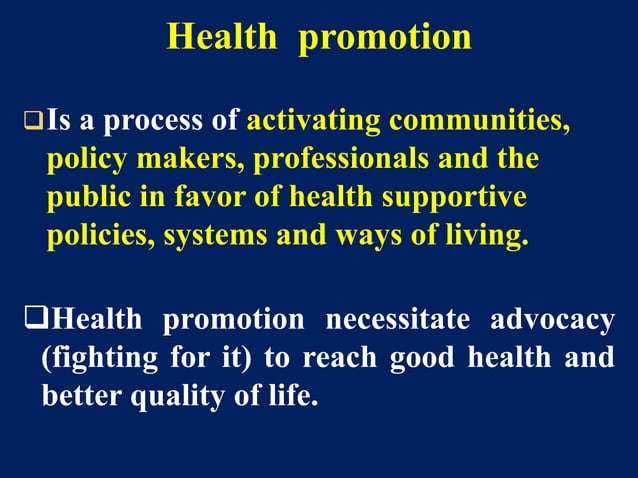 Health promotion
❑Is a process of activating communities,
policy makers, professionals and the
public in favor of health supportive
policies, systems and ways of living.
❑Health promotion necessitate advocacy
(fighting for it) to reach good health and
better quality of life.